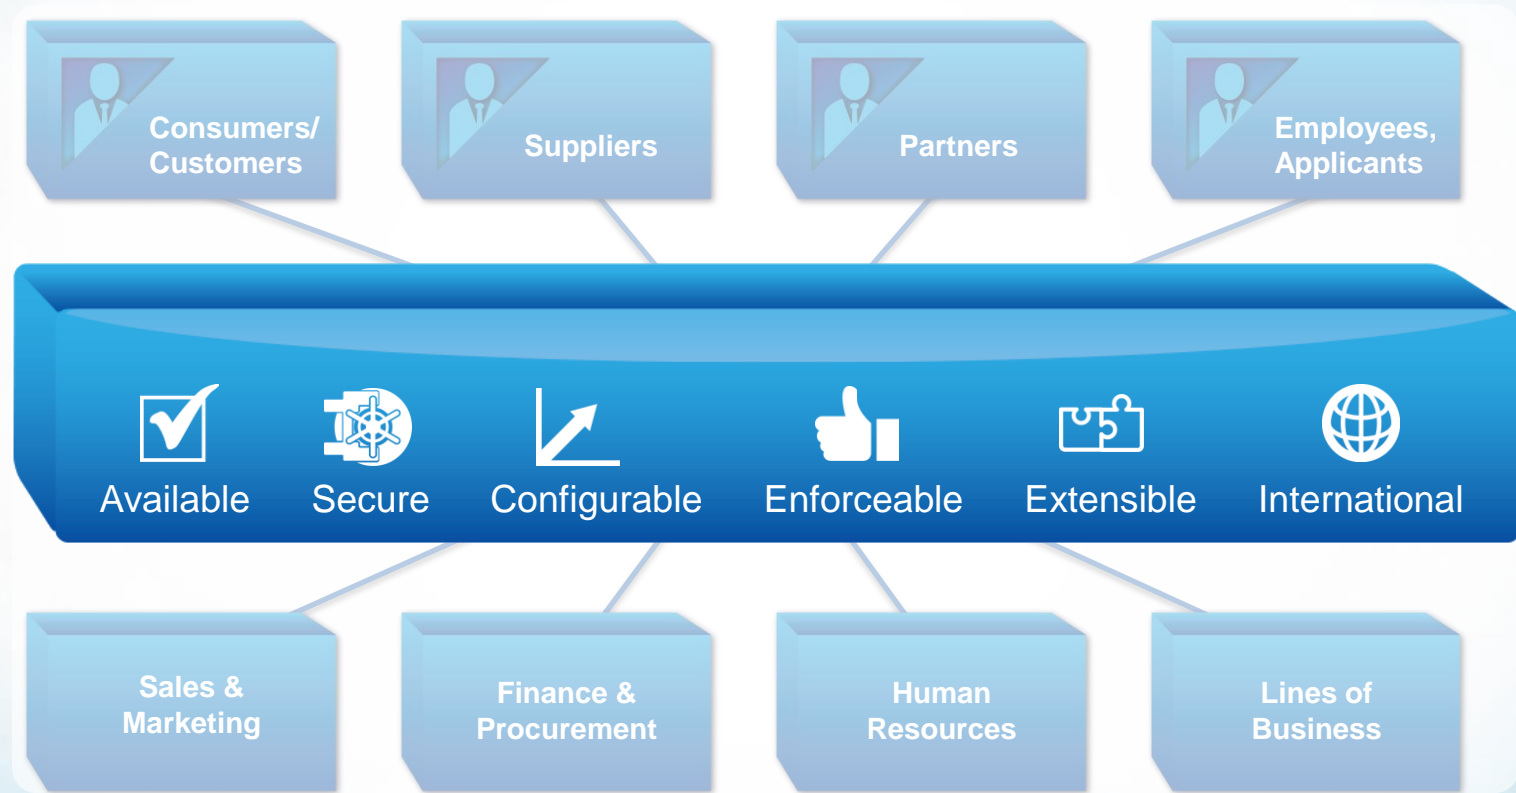 Consumers/
Customers
Suppliers
Partners
Employees,
Applicants
Available
Secure
Configurable
Enforceable
Extensible
International
Sales &
Marketing
Finance &
Procurement
Human
Resources
Lines of
Business